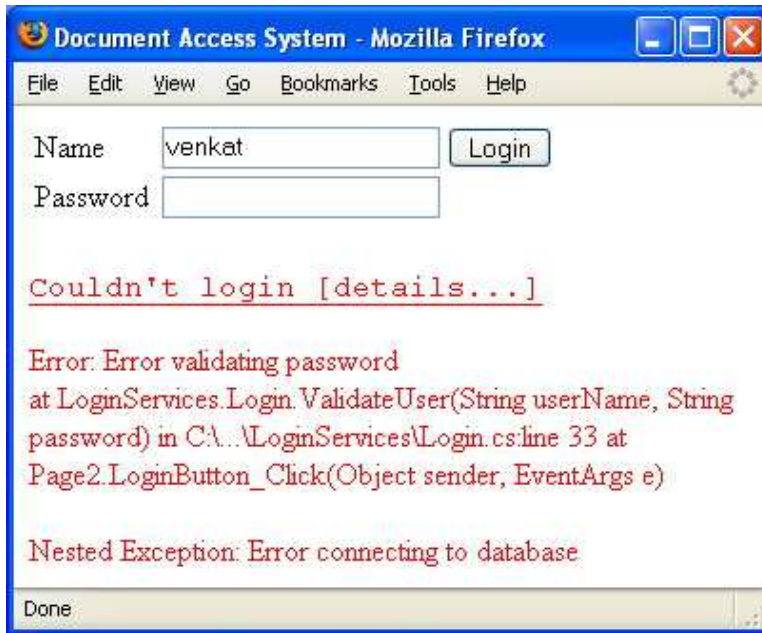 Document Access System - Mozilla Firefox
File Edit View Go Bookmarks Tools Help
Name venkat Login
Password
Couldn't login [details...]
Error: Error validating password
at LoginServices.Login.ValidateUser(String userName, String
password) in C:\...\LoginServices\Login.cs:line 33 at
Page2.LoginButton_Click(Object sender, EventArgs e)
Nested Exception: Error connecting to database
Done